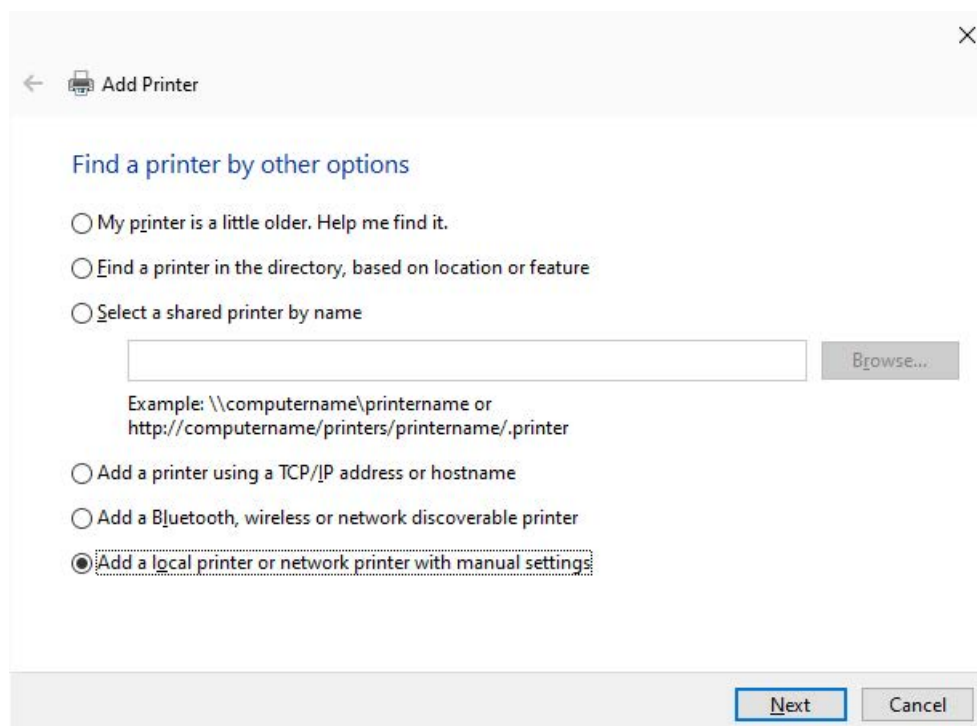 Add Printer
Find a printer by other options
My printer is a little older. Help me find it.
Find a printer in the directory, based on location or feature
Select a shared printer by name
Browse...
Example: \\computername\printername or
http://computername/printers/printername/.printer
Add a printer using a TCP/IP address or hostname
Add a Bluetooth, wireless or network discoverable printer
Add a local printer or network printer with manual settings
Next Cancel